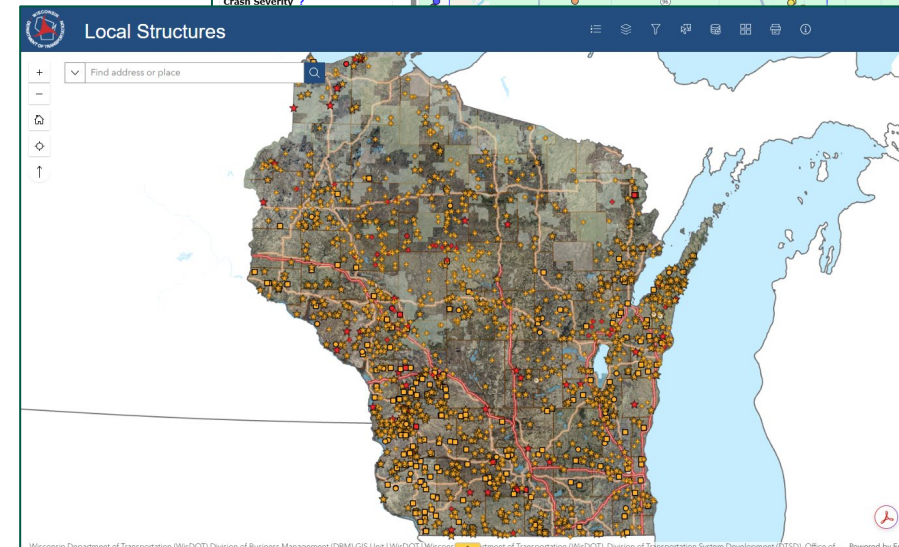 Crash Severity ?
Local Structures
Find address or place
Wisconsin Department of Transportation (WisDOT) Division of Business Management (DBM) GIS Unit | WisDOT | Wiscon
rtment of Transportation (WisDOT), Division of Transportation System Development (DTSD), Office of
Powered by